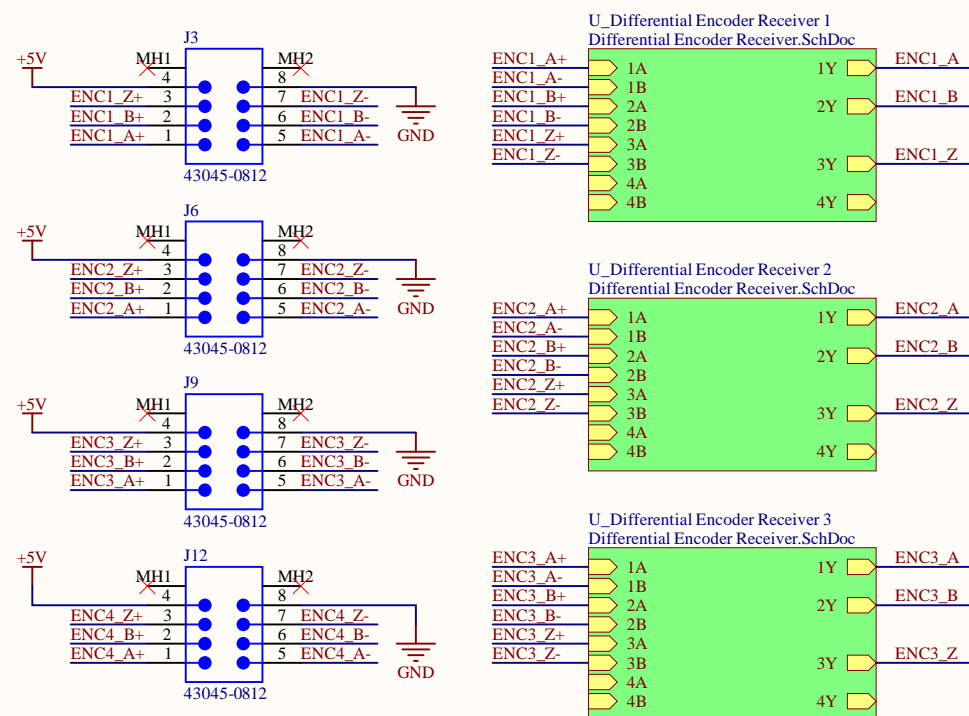 J3
+5V
MH1
MH2
4
8
ENC1_Z+ 3
7 ENC1_Z-
ENC1_B+ 2
6 ENC1_B-
ENC1_A+ 1
5 ENC1_A-
GND
43045-0812
J6
+5V
MH1
MH2
4
8
ENC2_Z+ 3
7 ENC2_Z-
ENC2_B+ 2
6 ENC2_B-
ENC2_A+ 1
5 ENC2_A-
GND
43045-0812
J9
+5V
MH1
MH2
4
8
ENC3_Z+ 3
7 ENC3_Z-
ENC3_B+ 2
6 ENC3_B-
ENC3_A+ 1
5 ENC3_A-
GND
43045-0812
J12
+5V
MH1
MH2
4
8
ENC4_Z+ 3
7 ENC4_Z-
ENC4_B+ 2
6 ENC4_B-
ENC4_A+ 1
5 ENC4_A-
GND
43045-0812
U_Differential Encoder Receiver 1
Differential Encoder Receiver.SchDoc
ENC1_A+ 1A 1Y ENC1_A
ENC1_A- 1B
ENC1_B+ 2A 2Y ENC1_B
ENC1_B- 2B
ENC1_Z+ 3A
ENC1_Z- 3B 3Y ENC1_Z
4A
4B 4Y
U_Differential Encoder Receiver 2
Differential Encoder Receiver.SchDoc
ENC2_A+ 1A 1Y ENC2_A
ENC2_A- 1B
ENC2_B+ 2A 2Y ENC2_B
ENC2_B- 2B
ENC2_Z+ 3A
ENC2_Z- 3B 3Y ENC2_Z
4A
4B 4Y
U_Differential Encoder Receiver 3
Differential Encoder Receiver.SchDoc
ENC3_A+ 1A 1Y ENC3_A
ENC3_A- 1B
ENC3_B+ 2A 2Y ENC3_B
ENC3_B- 2B
ENC3_Z+ 3A
ENC3_Z- 3B 3Y ENC3_Z
4A
4B 4Y